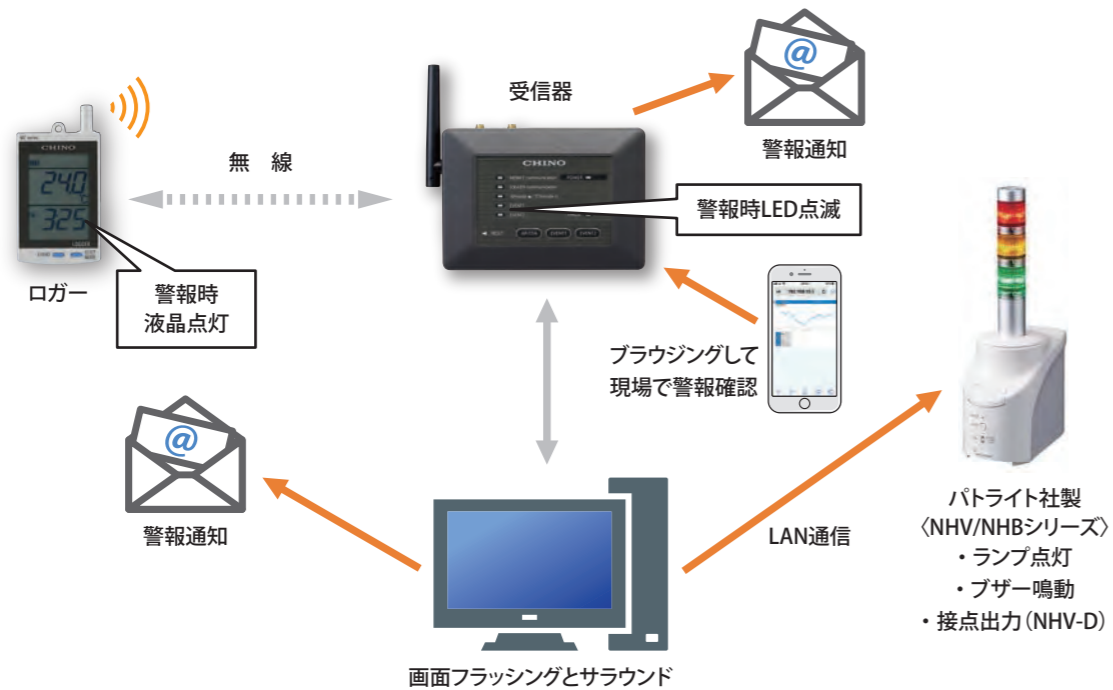 受信器
@
警報通知
CHINO
24.0
℃
325
ロガー
警報時
液晶点灯
無 線
CHINO
警報時LED点滅
ブラウジングして
現場で警報確認
@
警報通知
LAN通信
画面フラッシングとサラウンド
パトライト社製
〈NHV/NHBシリーズ〉
・ランプ点灯
・ブザー鳴動
・接点出力(NHV-D)